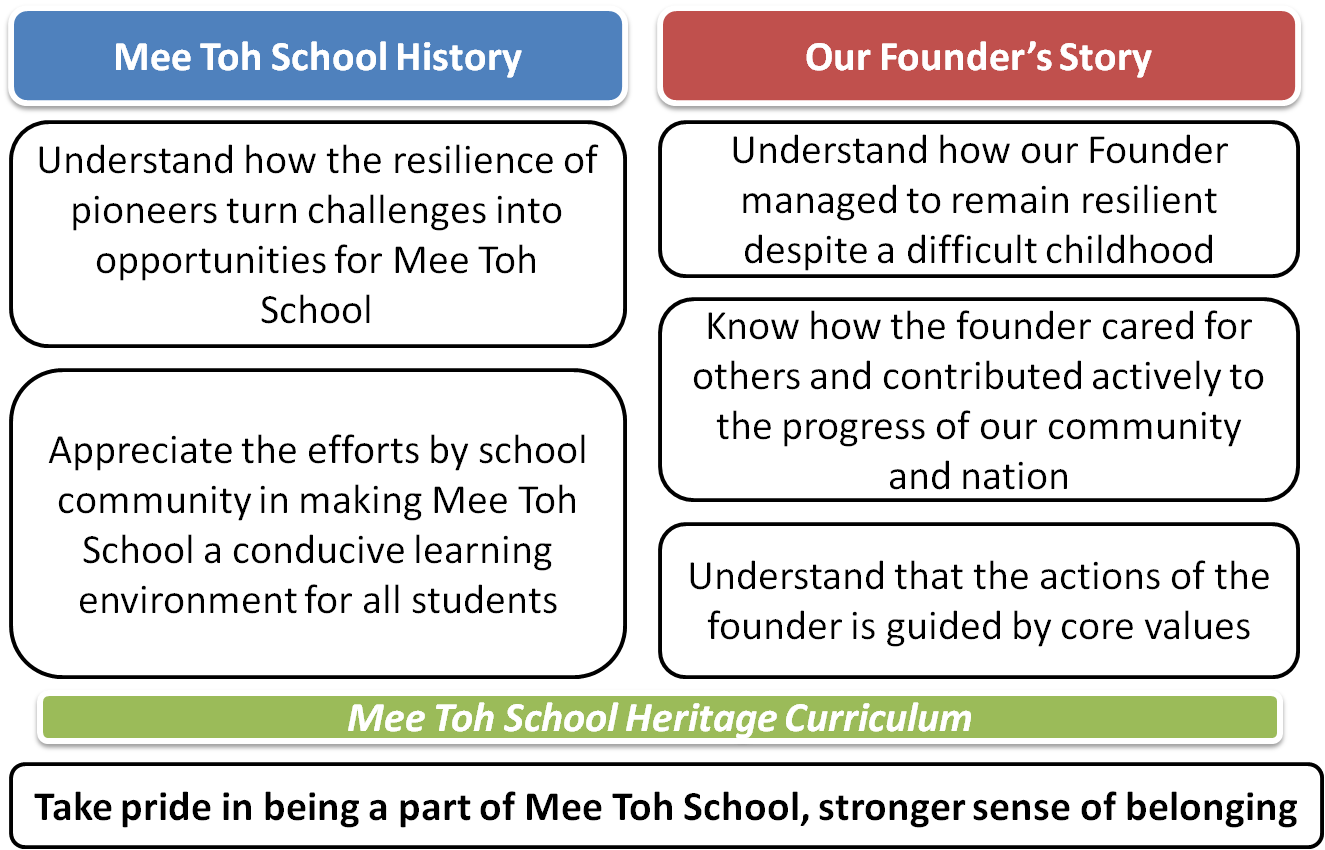 Mee Toh School History
Understand how the resilience of
pioneers turn challenges into
opportunities for Mee Toh
School
Appreciate the efforts by school
community in making Mee Toh
School a conducive learning
environment for all students
Our Founder’s Story
Understand how our Founder
managed to remain resilient
despite a difficult childhood
Know how the founder cared for
others and contributed actively to
the progress of our community
and nation
Understand that the actions of the
founder is guided by core values
Mee Toh School Heritage Curriculum
Take pride in being a part of Mee Toh School, stronger sense of belonging